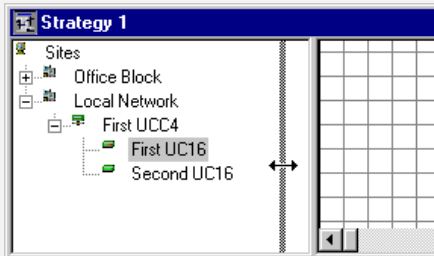 Strategy 1
Sites
Office Block
Local Network
First UCC4
First UC16
Second UC16